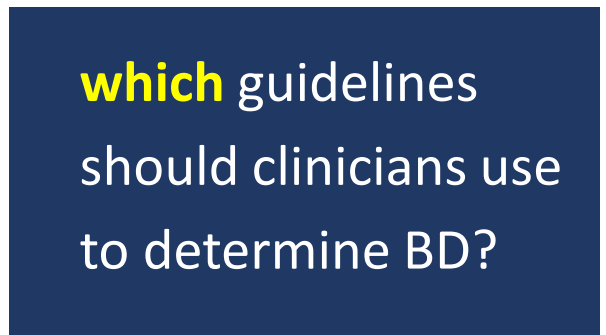 which guidelines
should clinicians use
to determine BD?